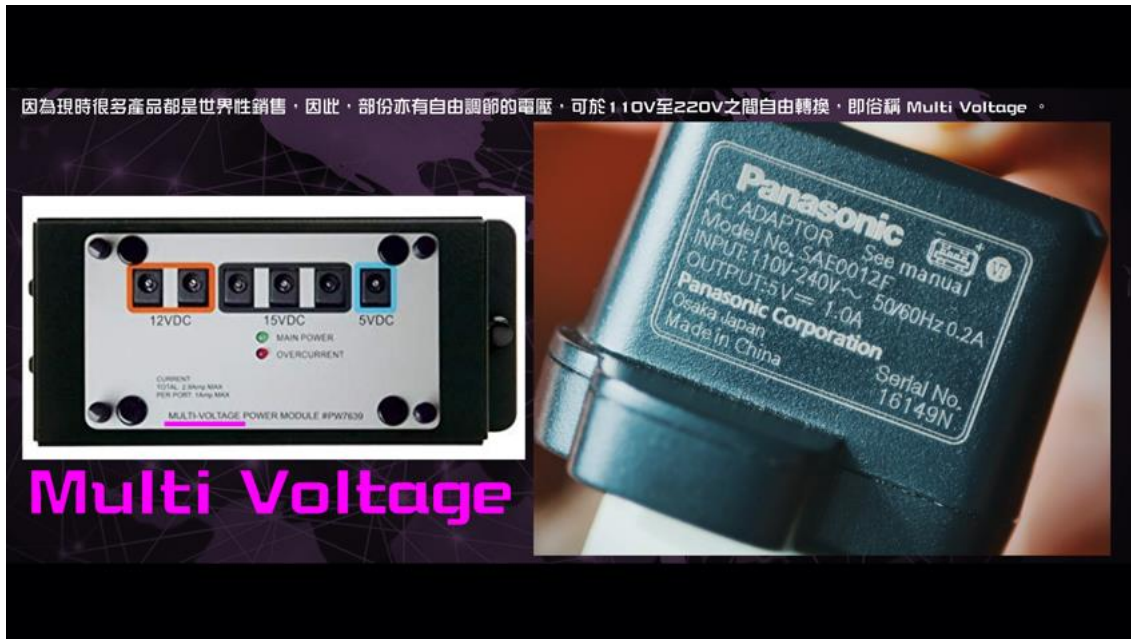 因為現時很多產品都是世界性銷售，因此，部份亦有自由調節的電壓，可於110V至220V之間自由轉換，即俗稱 Multi Voltage 。
12VDC
15VDC
5VDC
MAIN POWER
OVERCURRENT
CURRENT
TOTAL: 2.8Amp MAX
PER PORT: 1Amp MAX
MULTI-VOLTAGE POWER MODULE #PW7639
Multi Voltage
Panasonic
AC ADAPTOR See manual
Model No. SAE0012F
INPUT:110V-240V～ 50/60Hz 0.2A
OUTPUT:5V⎓ 1.0A
Panasonic Corporation
Osaka Japan
Made in China
Serial No.
16149N
VI